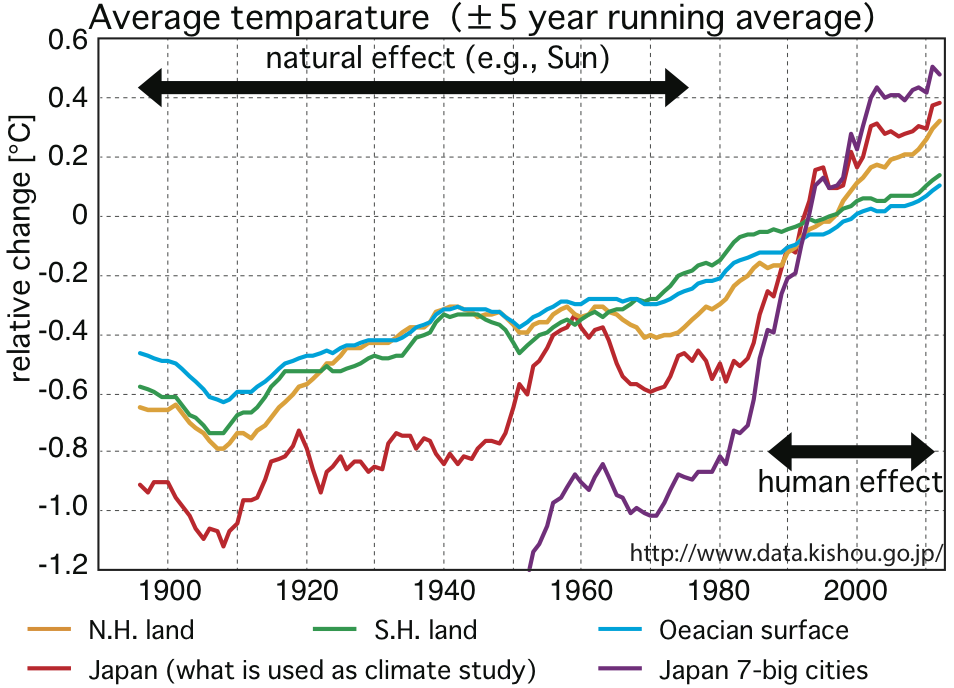 Average temparature (±5 year running average)
natural effect (e.g., Sun)
relative change [°C]
0.6
0.4
0.2
0
-0.2
-0.4
-0.6
-0.8
-1.0
-1.2
human effect
http://www.data.kishou.go.jp/
1900 1920 1940 1960 1980 2000
N.H. land S.H. land Oeacian surface
Japan (what is used as climate study) Japan 7-big cities